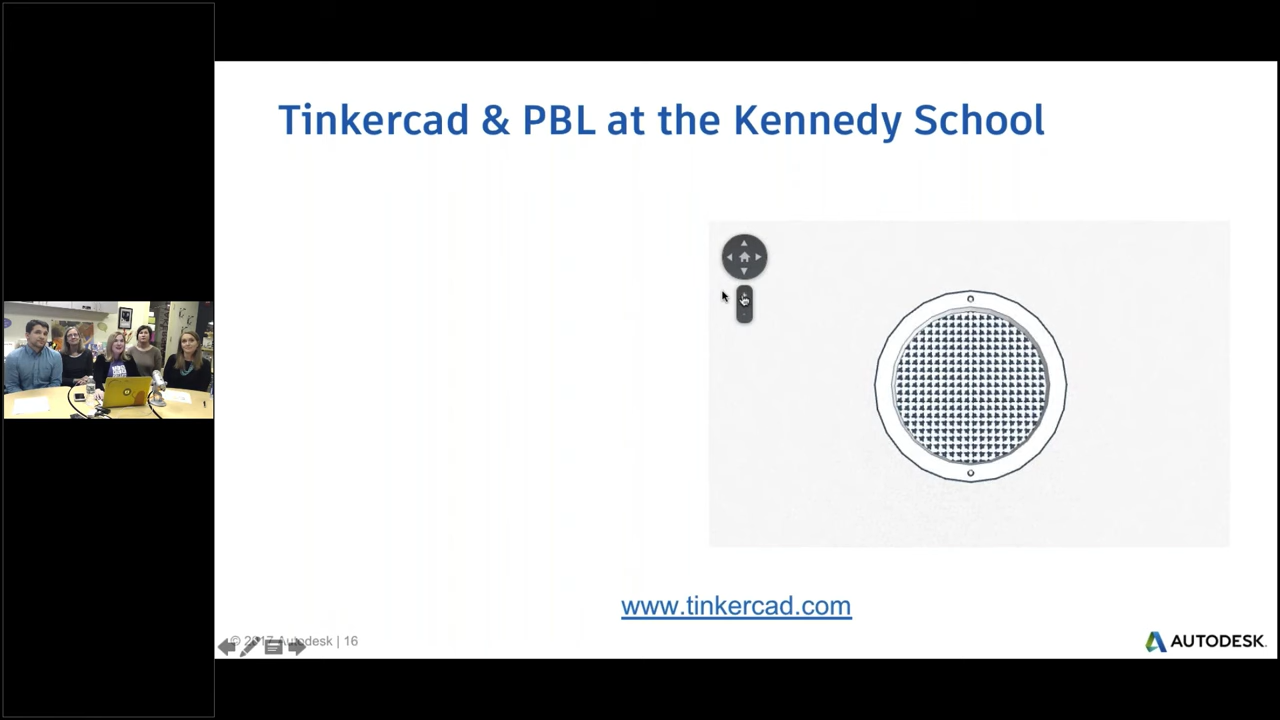 Tinkercad & PBL at the Kennedy School
www.tinkercad.com
© 2017 Autodesk | 16
AUTODESK.